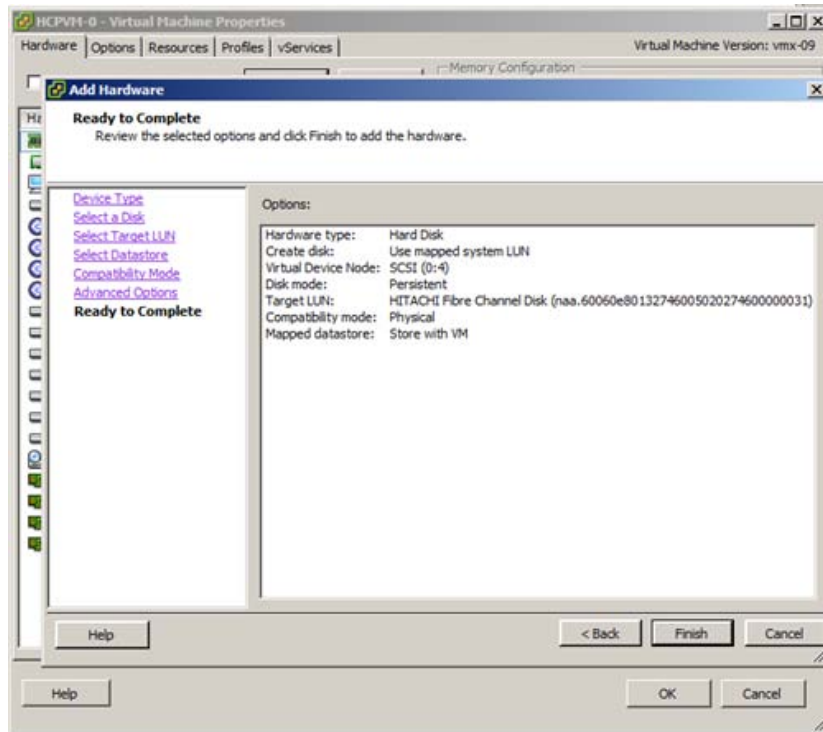 HCPVM-0 - Virtual Machine Properties
Hardware Options Resources Profiles vServices Virtual Machine Version: vmx-09
Memory Configuration
Add Hardware
Ready to Complete
Review the selected options and click Finish to add the hardware.
Device Type
Select a Disk
Select Target LUN
Select Datastore
Compatibility Mode
Advanced Options
Ready to Complete
Options:
Hardware type: Hard Disk
Create disk: Use mapped system LUN
Virtual Device Node: SCSI (0:4)
Disk mode: Persistent
Target LUN: HITACHI Fibre Channel Disk (naa.60060e80132746005020274600000031)
Compatibility mode: Physical
Mapped datastore: Store with VM
Help < Back Finish Cancel
Help OK Cancel